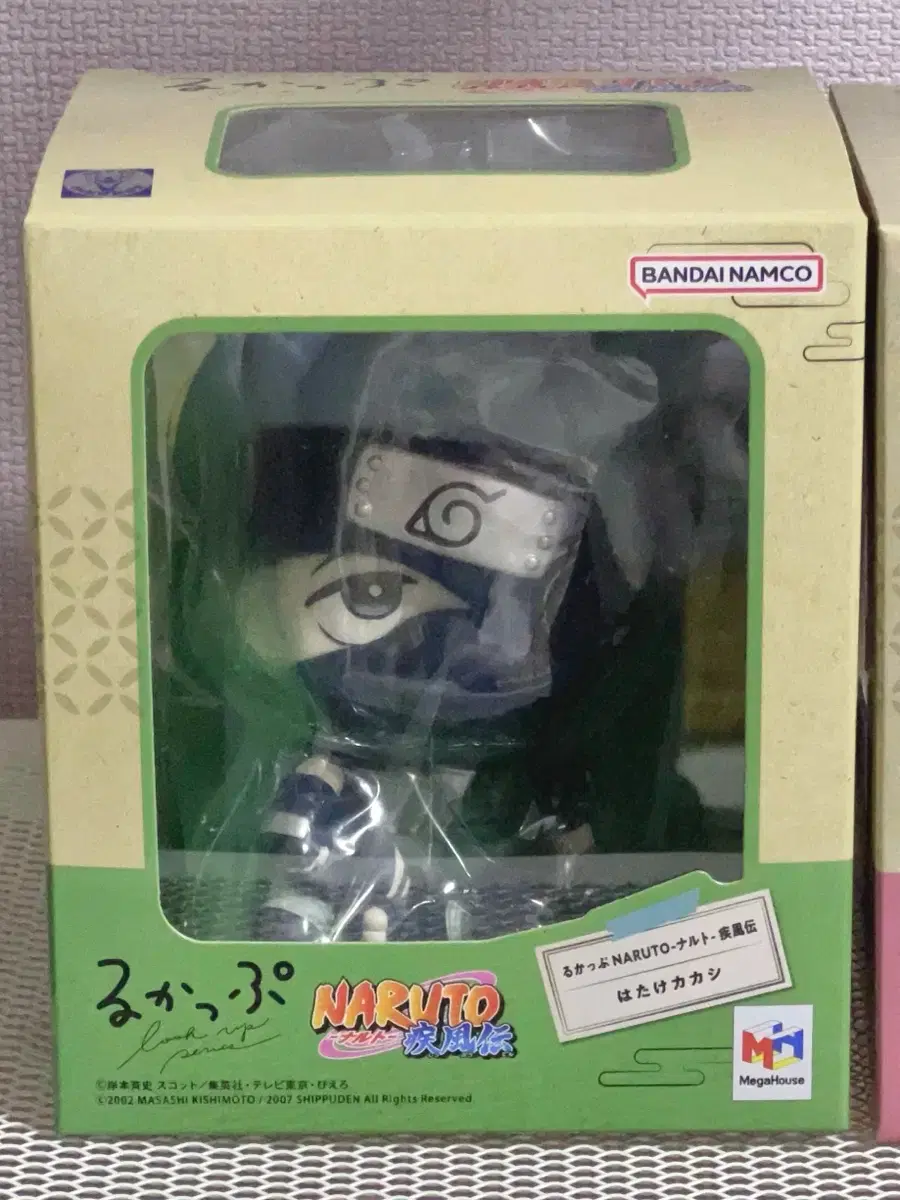 るかっぷ
BANDAI NAMCO
るかっぷ NARUTO-ナルト- 疾風伝
はたけカカシ
るかっぷ
look up
series
NARUTO
-ナルト-
疾風伝
MegaHouse
©岸本斉史 スコット／集英社・テレビ東京・ぴえろ
©2002 MASASHI KISHIMOTO / 2007 SHIPPUDEN All Rights Reserved